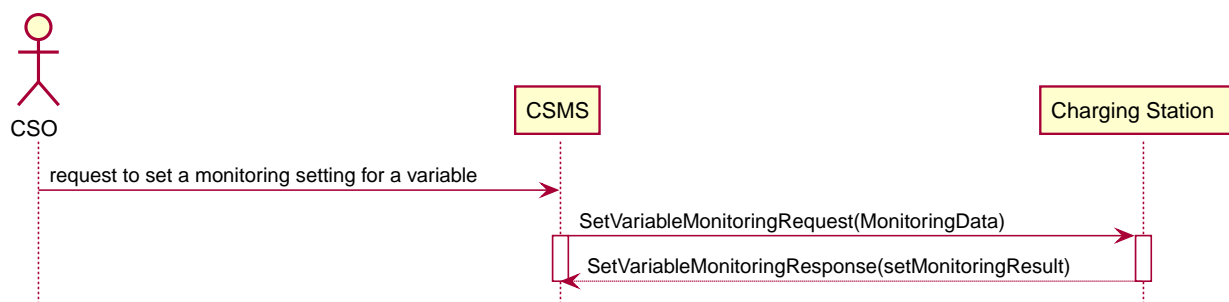 CSO
CSMS
Charging Station
request to set a monitoring setting for a variable
SetVariableMonitoringRequest(MonitoringData)
SetVariableMonitoringResponse(setMonitoringResult)